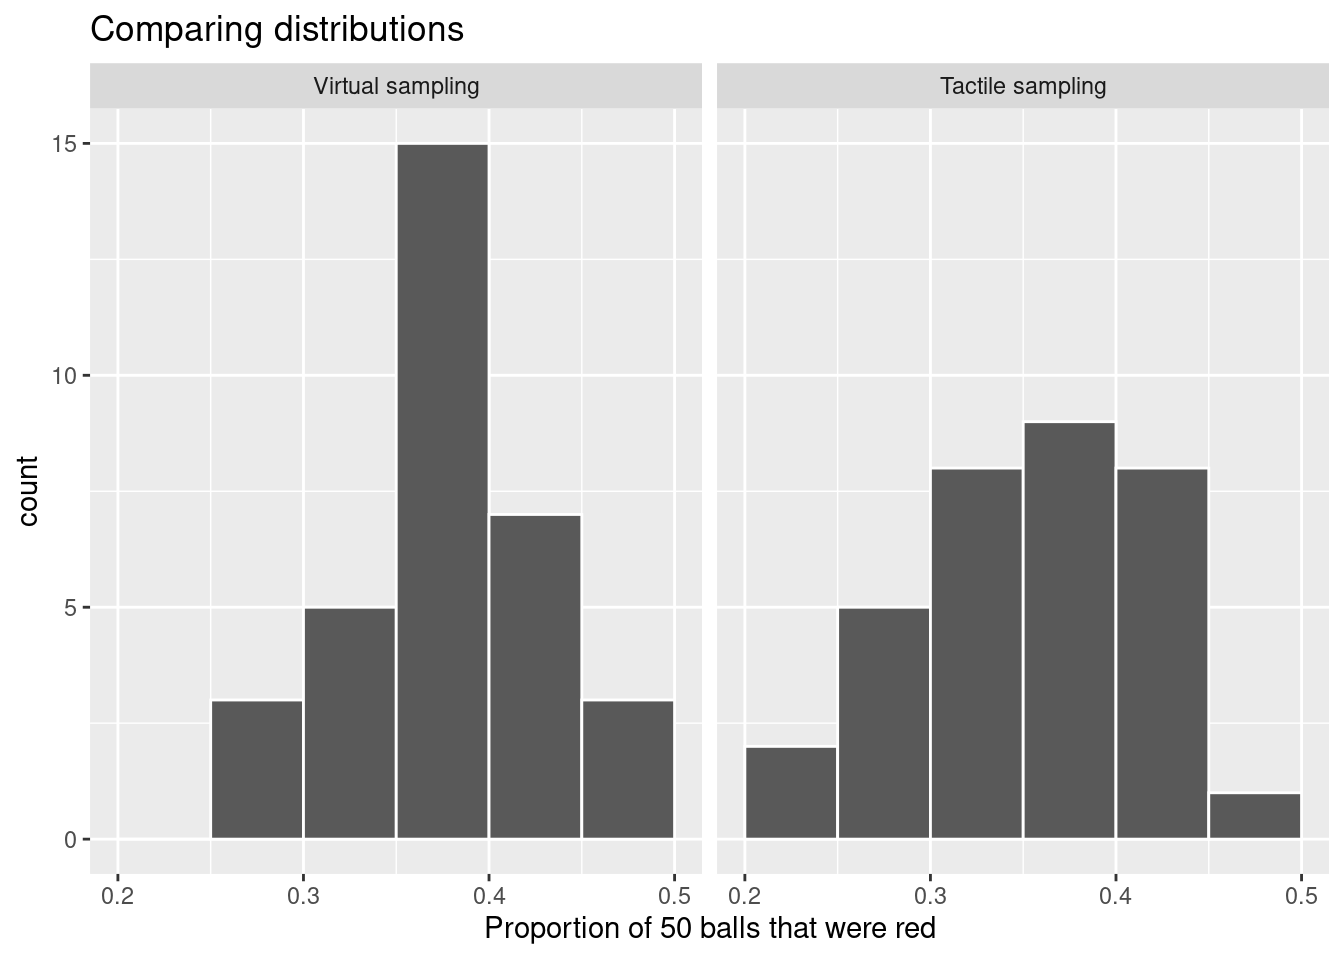 Comparing distributions
Virtual sampling
Tactile sampling
15
10
5
0
count
0.2 0.3 0.4 0.5
0.2 0.3 0.4 0.5
Proportion of 50 balls that were red